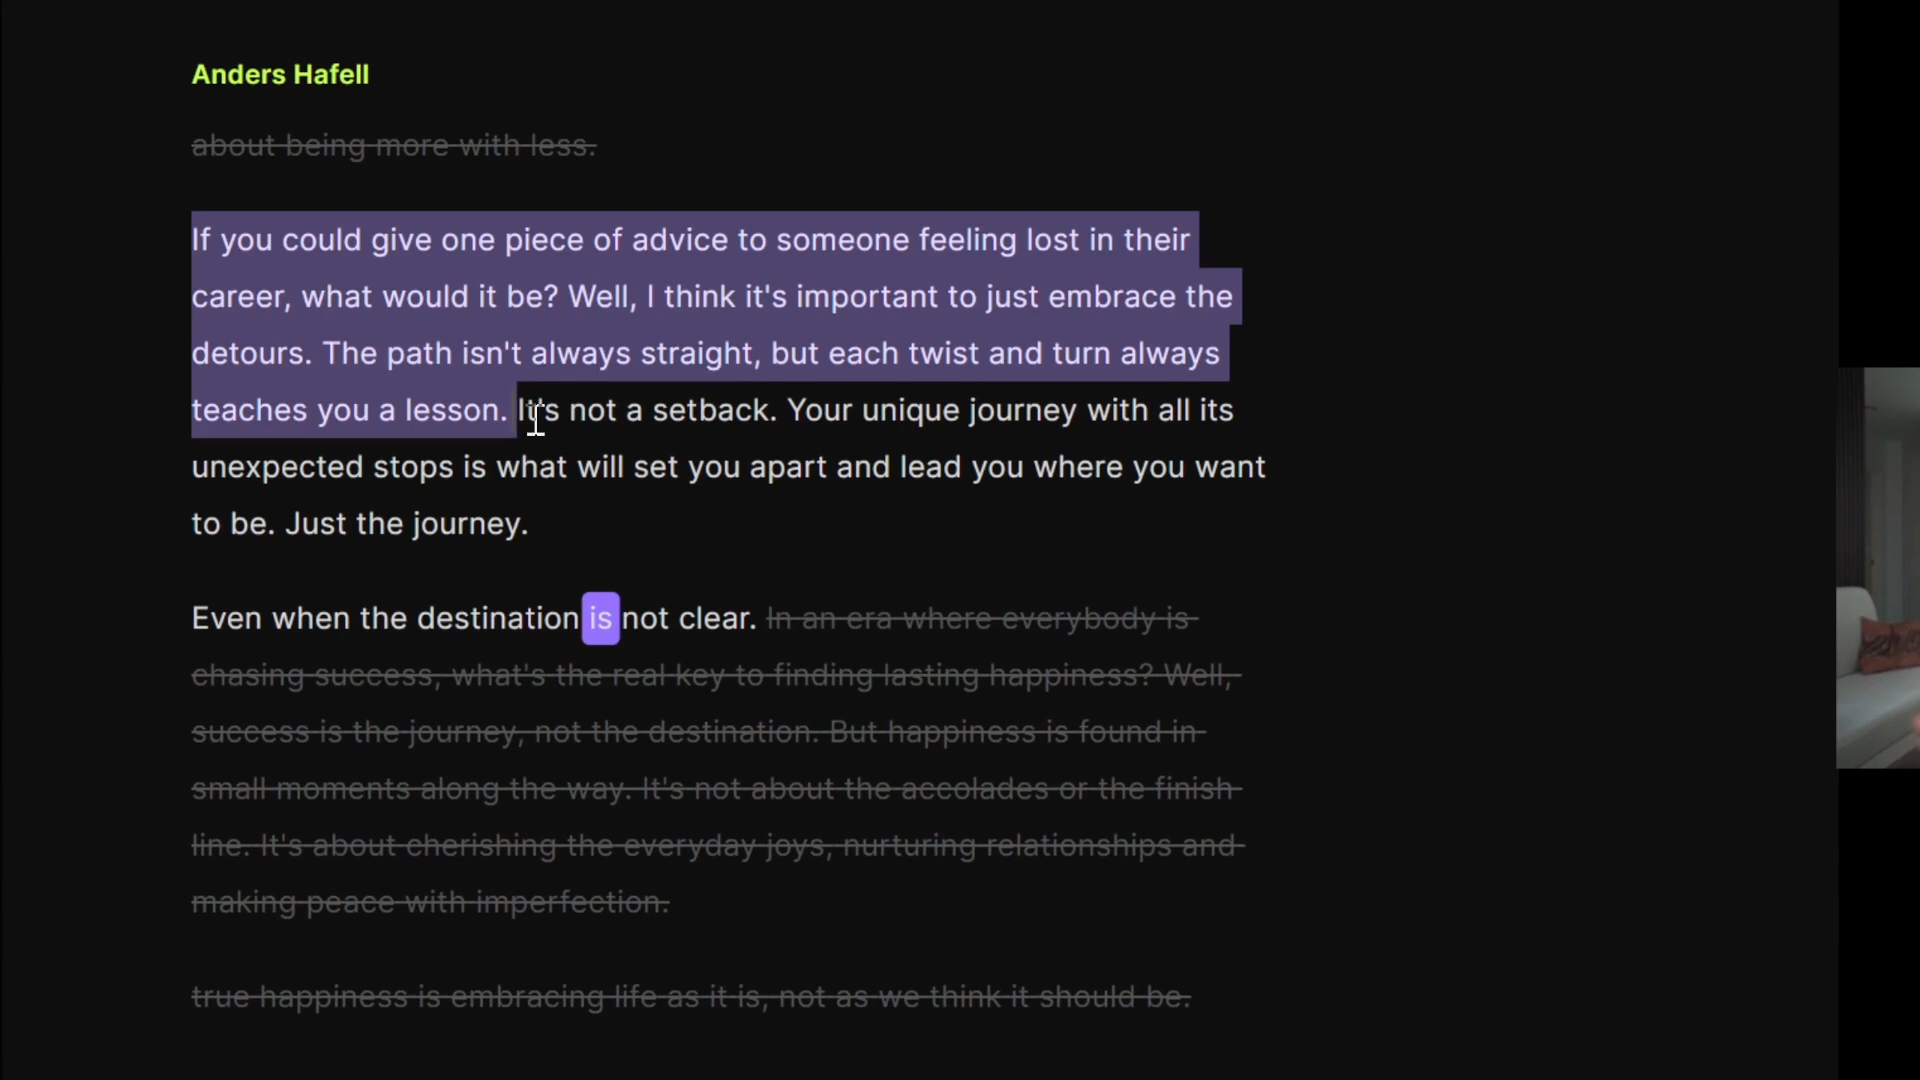 Anders Hafell
about being more with less.
If you could give one piece of advice to someone feeling lost in their
career, what would it be? Well, I think it's important to just embrace the
detours. The path isn't always straight, but each twist and turn always
teaches you a lesson. It's not a setback. Your unique journey with all its
unexpected stops is what will set you apart and lead you where you want
to be. Just the journey.
Even when the destination is not clear. In an era where everybody is
chasing success, what's the real key to finding lasting happiness? Well,
success is the journey, not the destination. But happiness is found in
small moments along the way. It's not about the accolades or the finish
line. It's about cherishing the everyday joys, nurturing relationships and
making peace with imperfection.
true happiness is embracing life as it is, not as we think it should be.